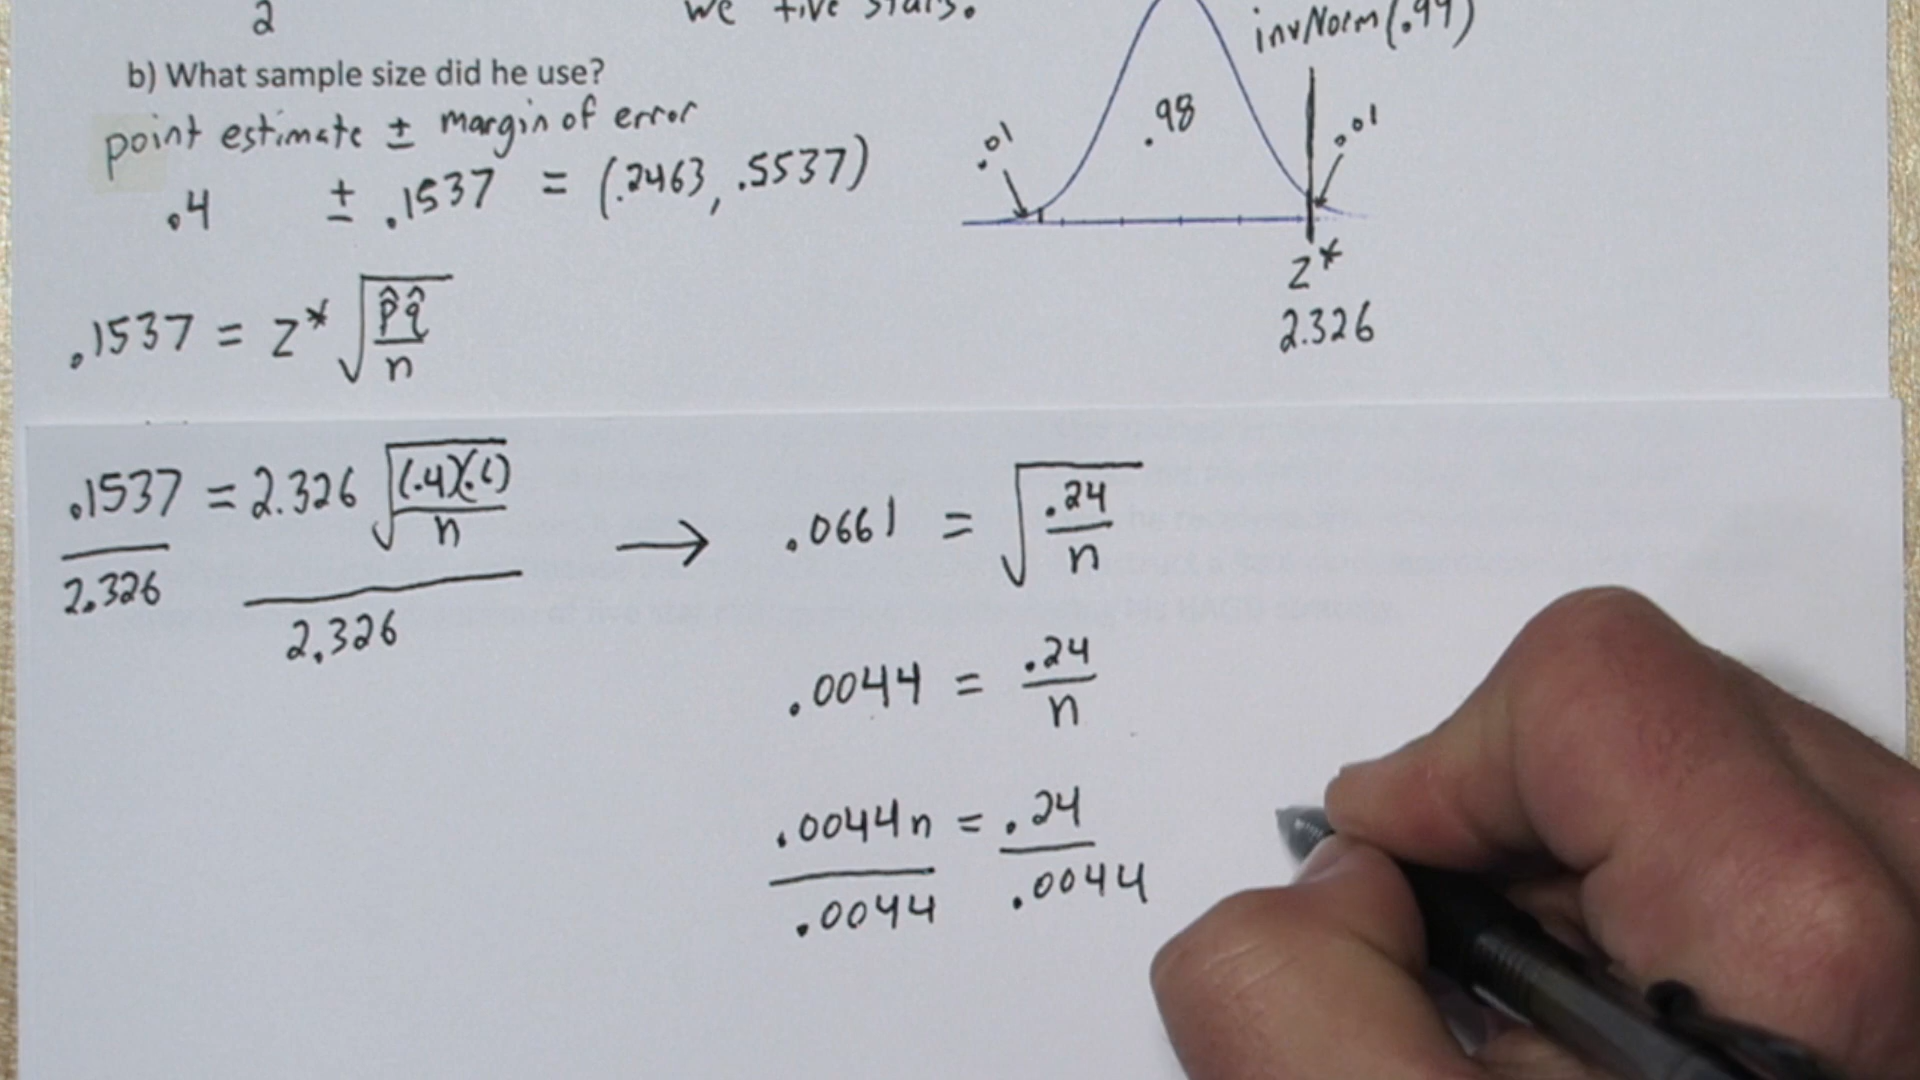 2
we five stars.
invNorm(.99)
b) What sample size did he use?
point estimate ± margin of error
.4 ± .1537 = (.2463, .5537)
.01
.98
.01
z*
2.326
.1537 = z* √(p̂q̂/n)
.1537/2.326 = 2.326 √((.4)(.6)/n)/2.326
→ .0661 = √(.24/n)
.0044 = .24/n
.0044n/.0044 = .24/.0044